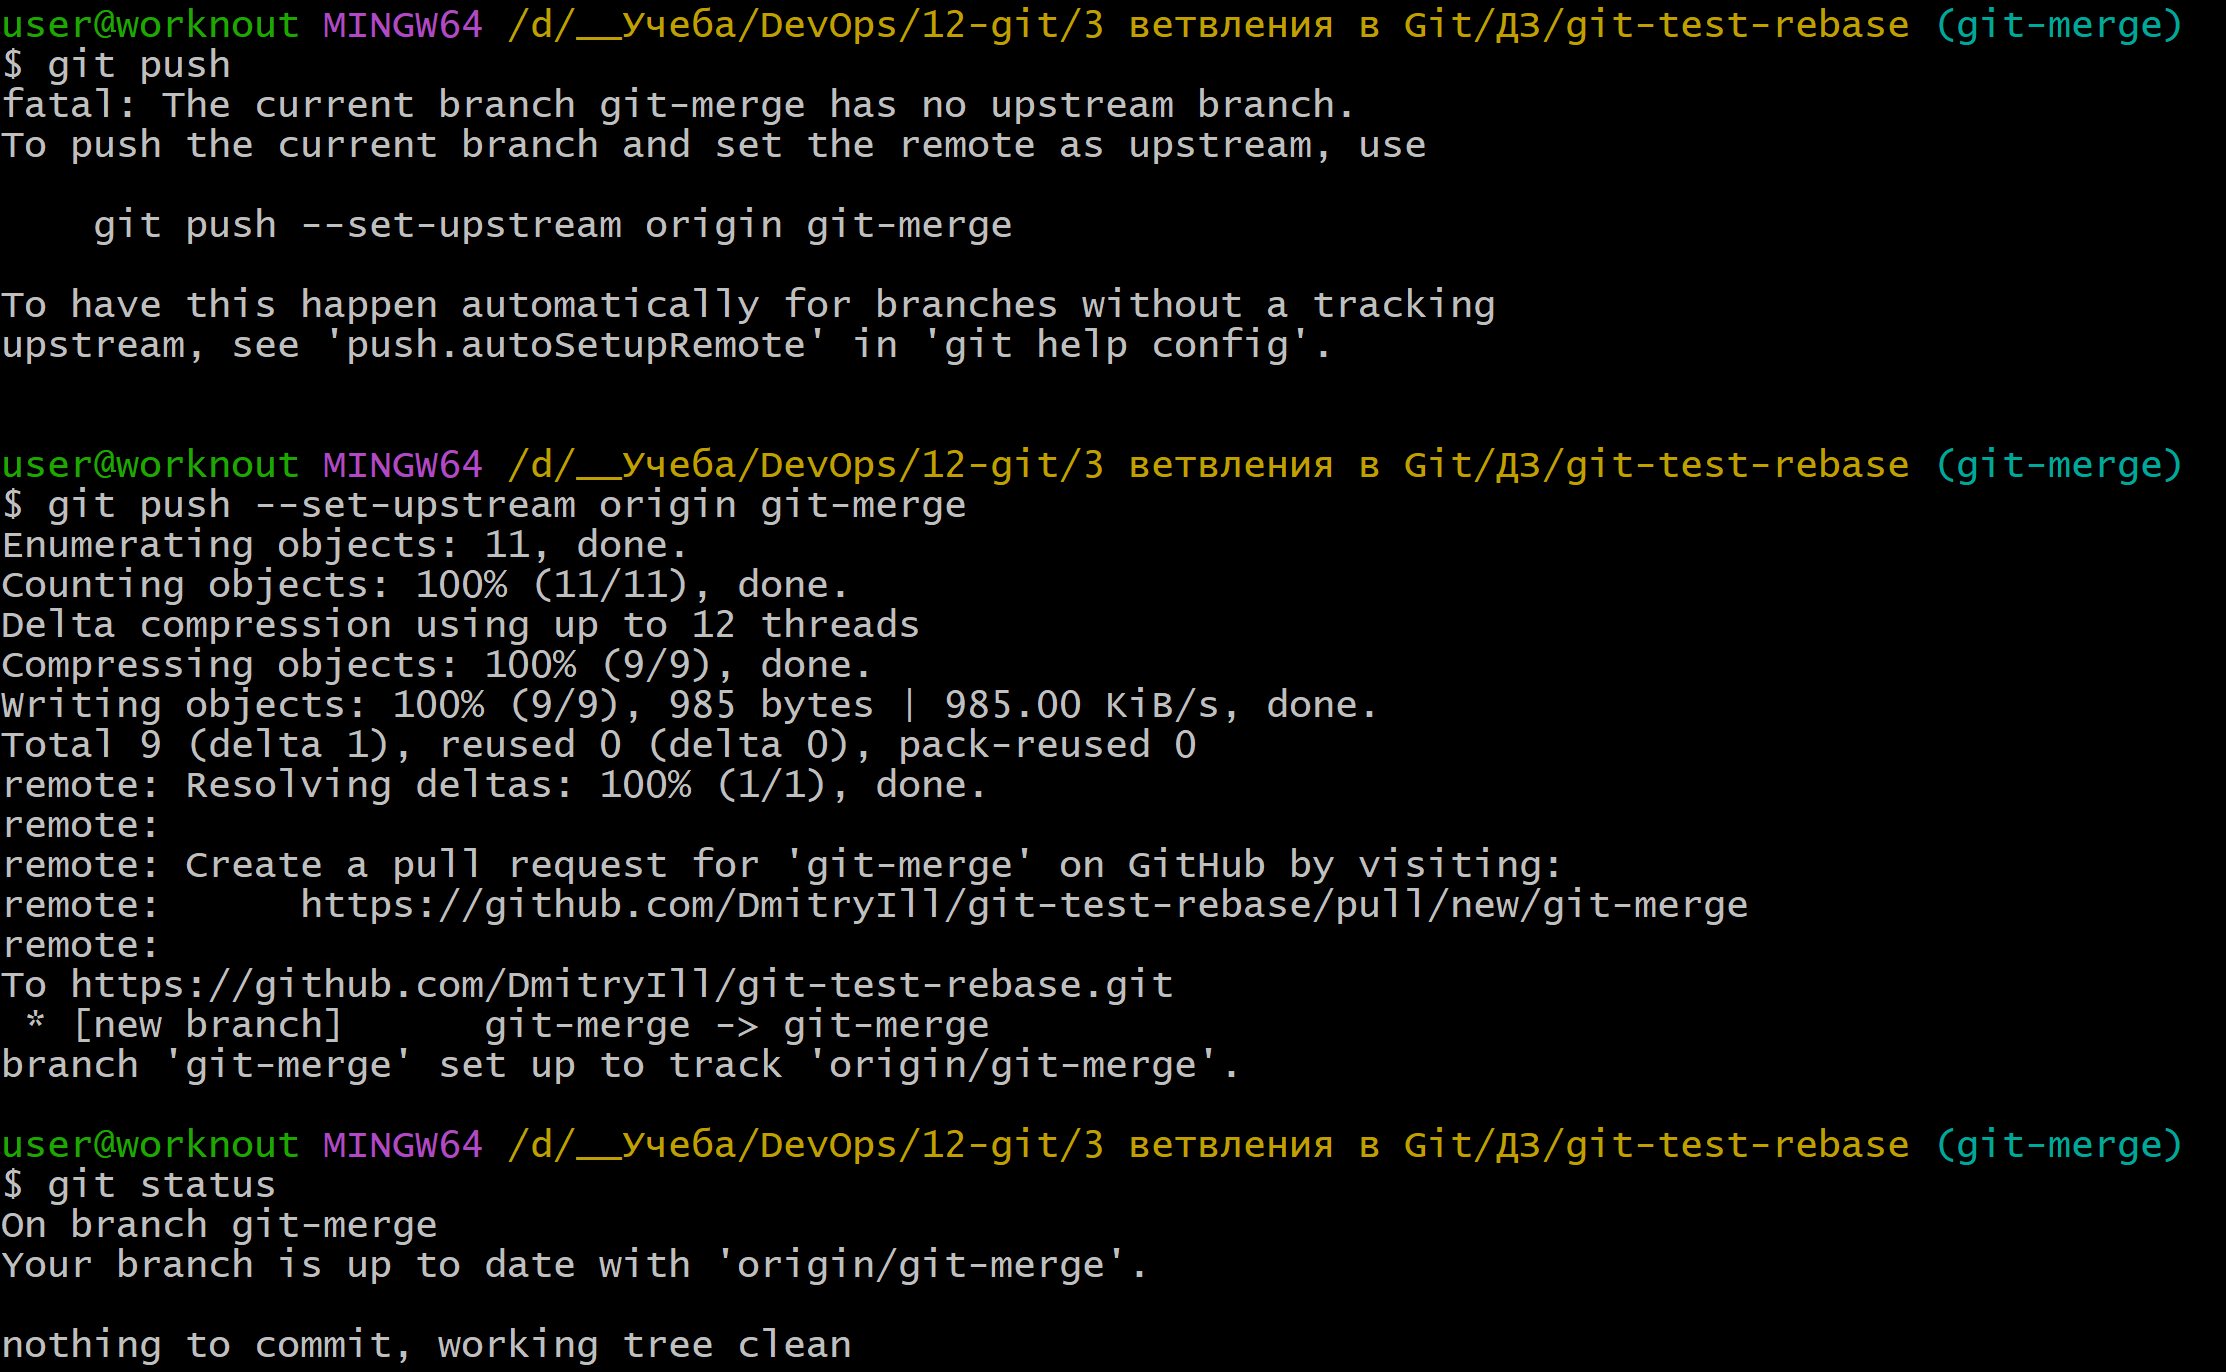 user@worknout MINGW64 /d/__Учеба/DevOps/12-git/3 ветвления в Git/ДЗ/git-test-rebase (git-merge)
$ git push
fatal: The current branch git-merge has no upstream branch.
To push the current branch and set the remote as upstream, use
    git push --set-upstream origin git-merge
To have this happen automatically for branches without a tracking
upstream, see 'push.autoSetupRemote' in 'git help config'.
user@worknout MINGW64 /d/__Учеба/DevOps/12-git/3 ветвления в Git/ДЗ/git-test-rebase (git-merge)
$ git push --set-upstream origin git-merge
Enumerating objects: 11, done.
Counting objects: 100% (11/11), done.
Delta compression using up to 12 threads
Compressing objects: 100% (9/9), done.
Writing objects: 100% (9/9), 985 bytes | 985.00 KiB/s, done.
Total 9 (delta 1), reused 0 (delta 0), pack-reused 0
remote: Resolving deltas: 100% (1/1), done.
remote:
remote: Create a pull request for 'git-merge' on GitHub by visiting:
remote:      https://github.com/DmitryIll/git-test-rebase/pull/new/git-merge
remote:
To https://github.com/DmitryIll/git-test-rebase.git
 * [new branch]      git-merge -> git-merge
branch 'git-merge' set up to track 'origin/git-merge'.
user@worknout MINGW64 /d/__Учеба/DevOps/12-git/3 ветвления в Git/ДЗ/git-test-rebase (git-merge)
$ git status
On branch git-merge
Your branch is up to date with 'origin/git-merge'.
nothing to commit, working tree clean